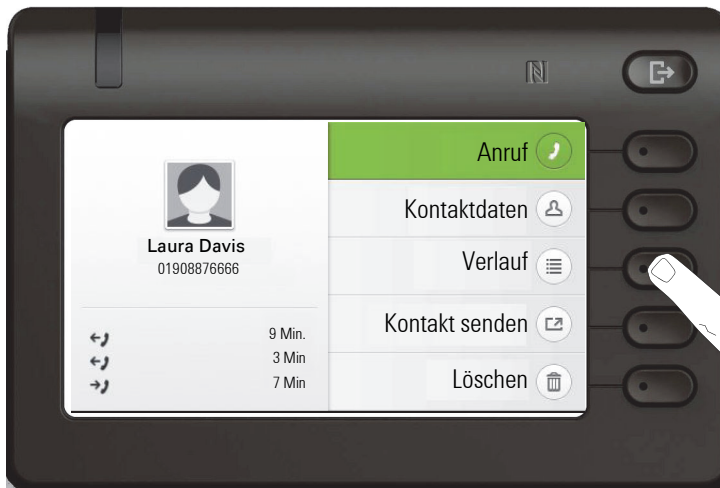 Laura Davis
01908876666
9 Min.
3 Min
7 Min
Anruf
Kontaktdaten
Verlauf
Kontakt senden
Löschen